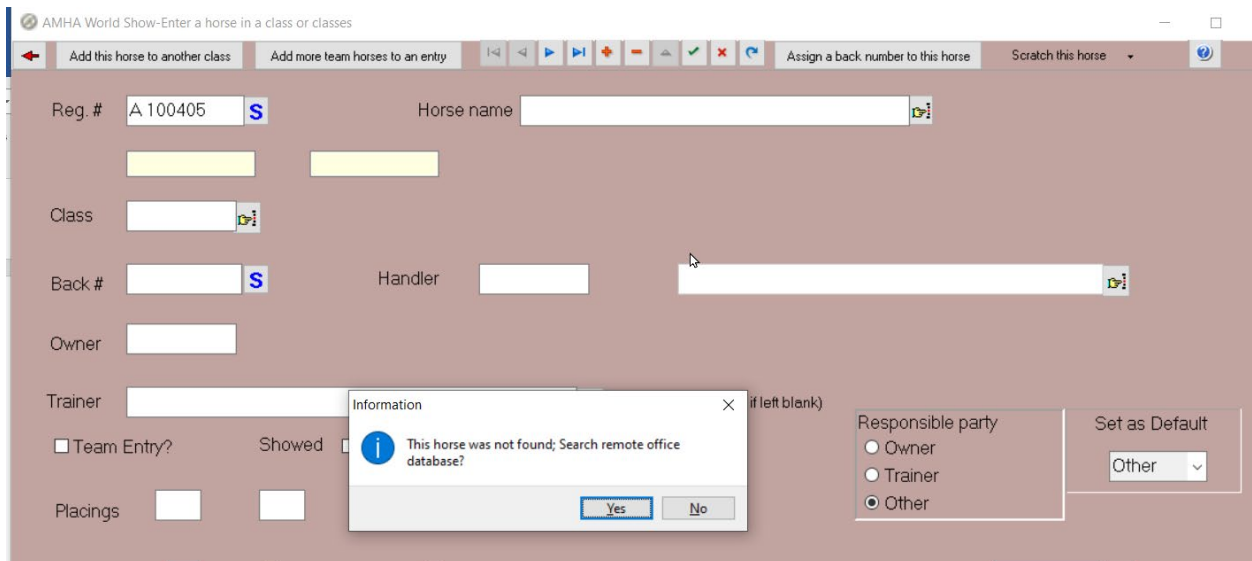 AMHA World Show-Enter a horse in a class or classes
Add this horse to another class Add more team horses to an entry Assign a back number to this horse Scratch this horse
Reg. # A 100405 S Horse name
Class
Back # S Handler
Owner
Trainer if left blank)
Information
This horse was not found; Search remote office
database?
Yes No
Team Entry? Showed
Placings
Responsible party
Owner
Trainer
Other
Set as Default
Other